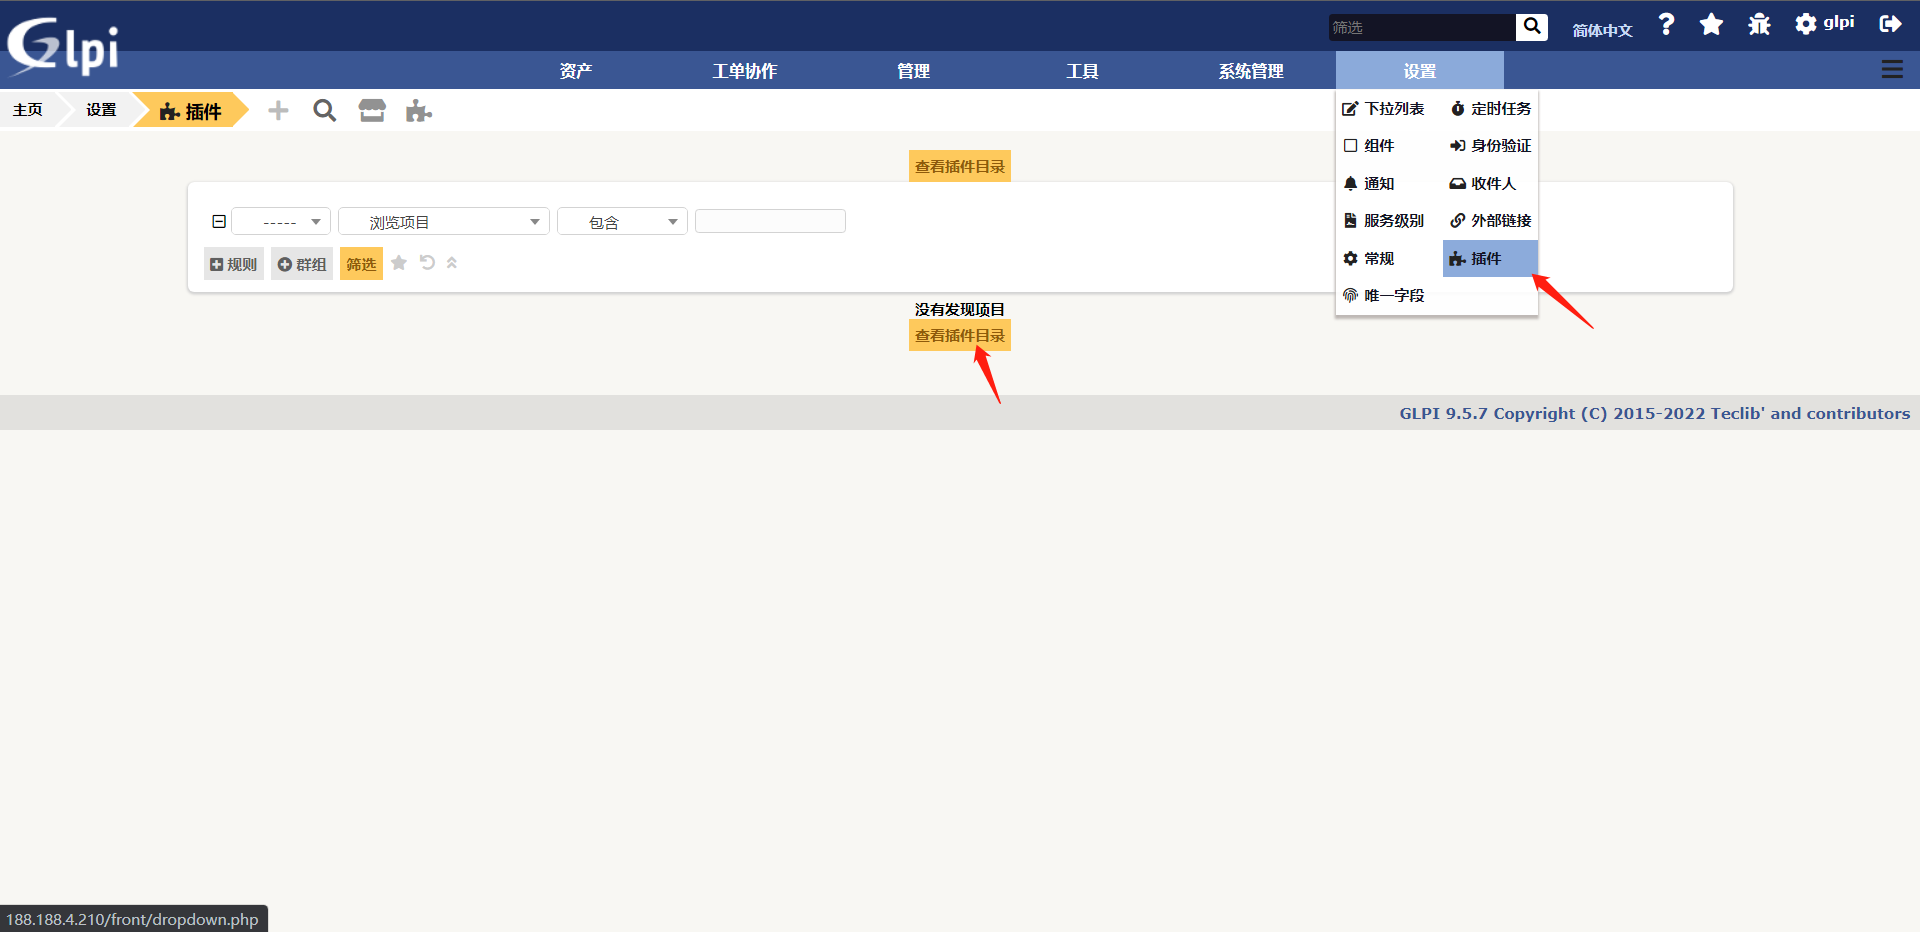 Glpi
筛选
简体中文
glpi
资产
工单协作
管理
工具
系统管理
设置
主页
设置
插件
下拉列表
定时任务
组件
身份验证
通知
收件人
服务级别
外部链接
常规
插件
唯一字段
查看插件目录
-----
浏览项目
包含
规则
群组
筛选
没有发现项目
查看插件目录
GLPI 9.5.7 Copyright (C) 2015-2022 Teclib' and contributors
188.188.4.210/front/dropdown.php